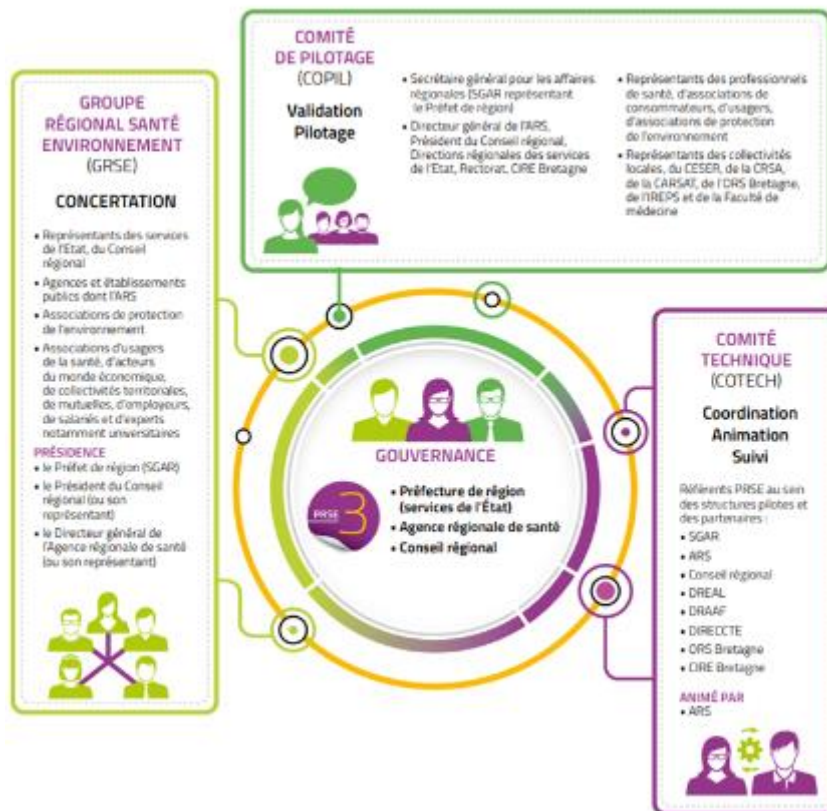 COMITÉ
DE PILOTAGE
(COPIL)
Validation
Pilotage
• Secrétaire général pour les affaires
régionales (SGAR représentant
le Préfet de région)
• Directeur général de l'ARS,
Président du Conseil régional,
Directions régionales des services
de l'Etat, Rectorat, CIRE Bretagne
• Représentants des professionnels
de santé, d'associations de
consommateurs, d'usagers,
d'associations de protection
de l'environnement
• Représentants des collectivités
locales, du CESER, de la CRSA,
de la CARSAT, de l'ORS Bretagne,
de l'IREPS et de la Faculté de
médecine
GROUPE
RÉGIONAL SANTÉ
ENVIRONNEMENT
(GRSE)
CONCERTATION
• Représentants des services
de l'Etat, du Conseil
régional
• Agences et établissements
publics dont l'ARS
• Associations de protection
de l'environnement
• Associations d'usagers
de la santé, d'acteurs
du monde économique,
de collectivités territoriales,
de mutuelles, d'employeurs,
de salariés et d'experts
notamment universitaires
PRÉSIDENCE
• le Préfet de région (SGAR)
• le Président du Conseil
régional (ou son
représentant)
• le Directeur général de
l'Agence régionale de santé
(ou son représentant)
GOUVERNANCE
PRSE 3
• Préfecture de région
(services de l'État)
• Agence régionale de santé
• Conseil régional
COMITÉ
TECHNIQUE
(COTECH)
Coordination
Animation
Suivi
Référents PRSE au sein
des structures pilotes et
des partenaires :
• SGAR
• ARS
• Conseil régional
• DREAL
• DRAAF
• DIRECCTE
• ORS Bretagne
• CIRE Bretagne
ANIMÉ PAR
• ARS